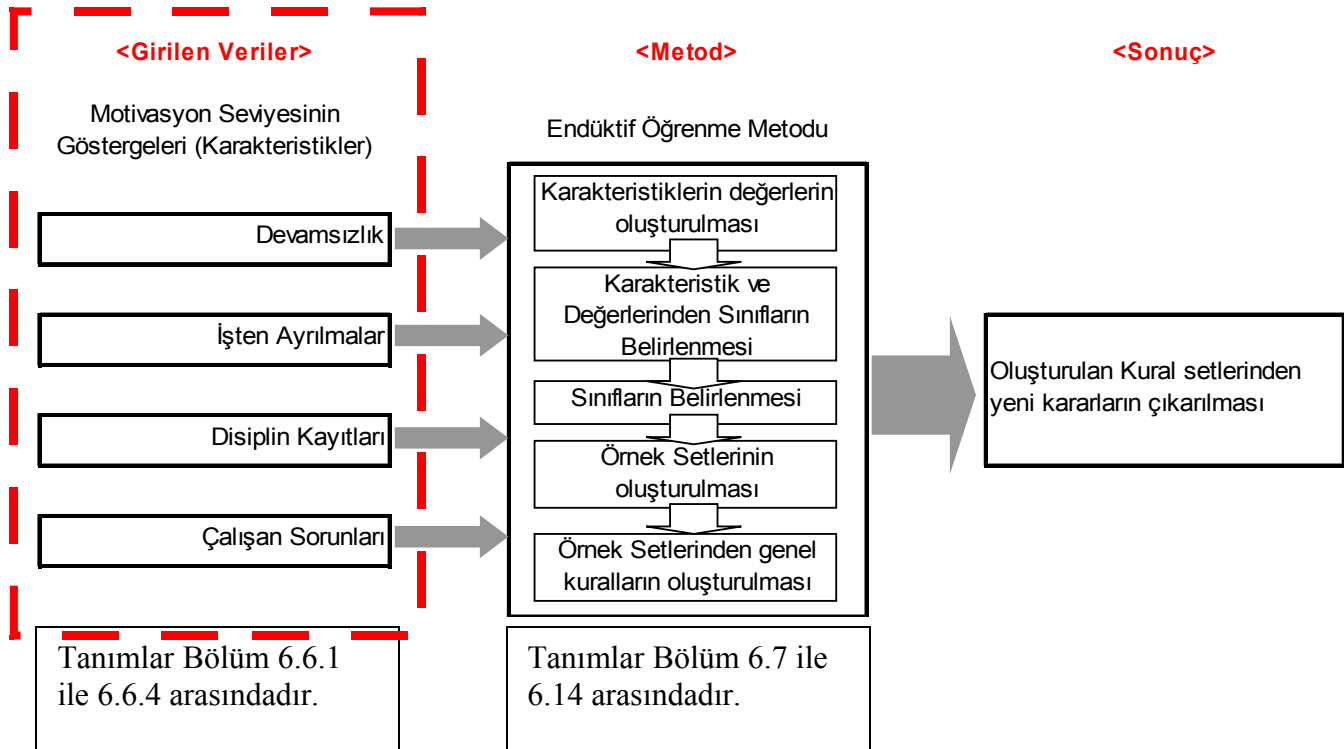 <Girilen Veriler>
Motivasyon Seviyesinin
Göstergeleri (Karakteristikler)
Devamsızlık
İşten Ayrılmalar
Disiplin Kayıtları
Çalışan Sorunları
Tanımlar Bölüm 6.6.1
ile 6.6.4 arasındadır.
<Metod>
Endüktif Öğrenme Metodu
Karakteristiklerin değerlerin
oluşturulması
Karakteristik ve
Değerlerinden Sınıfların
Belirlenmesi
Sınıfların Belirlenmesi
Örnek Setlerinin
oluşturulması
Örnek Setlerinden genel
kuralların oluşturulması
Tanımlar Bölüm 6.7 ile
6.14 arasındadır.
<Sonuç>
Oluşturulan Kural setlerinden
yeni kararların çıkarılması